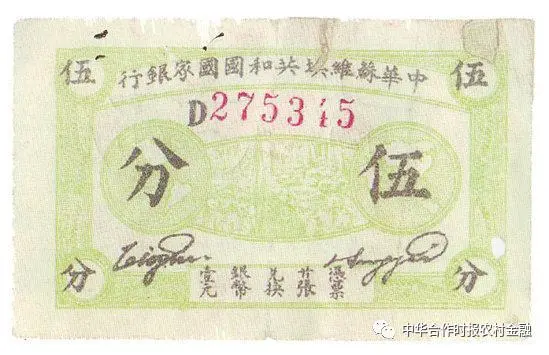 伍 伍
中華蘇維埃共和國國家銀行
D275345
伍分
分 分
憑票廿張兌換銀幣壹元
中华合作时报农村金融